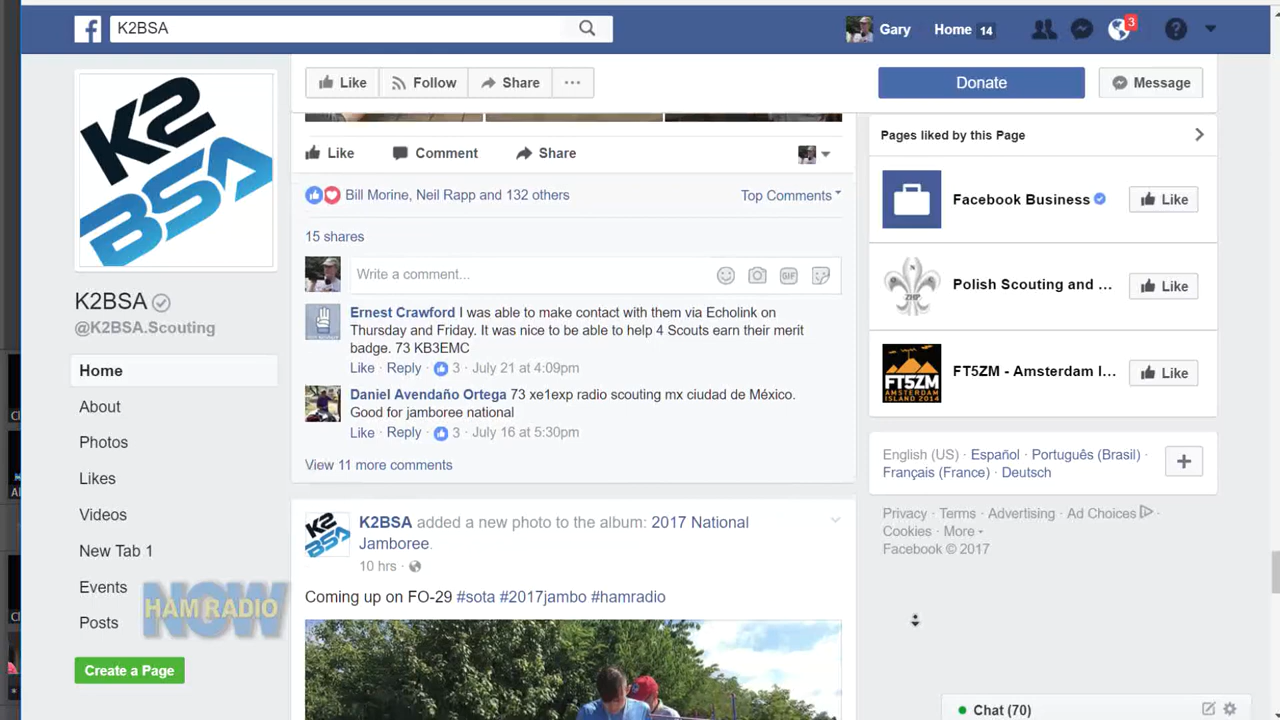 K2BSA
Gary
Home 14
3
K2
BSA
Like
Follow
Share
Donate
Message
K2BSA
@K2BSA.Scouting
Home
About
Photos
Likes
Videos
New Tab 1
Events
Posts
Create a Page
HAM RADIO
NOW
Like
Comment
Share
Bill Morine, Neil Rapp and 132 others
Top Comments
15 shares
Write a comment...
GIF
Ernest Crawford I was able to make contact with them via Echolink on
Thursday and Friday. It was nice to be able to help 4 Scouts earn their merit
badge. 73 KB3EMC
Like · Reply · 3 · July 21 at 4:09pm
Daniel Avendaño Ortega 73 xe1exp radio scouting mx ciudad de México.
Good for jamboree national
Like · Reply · 3 · July 16 at 5:30pm
View 11 more comments
K2
BSA
K2BSA added a new photo to the album: 2017 National
Jamboree.
10 hrs ·
Coming up on FO-29 #sota #2017jambo #hamradio
Pages liked by this Page
Facebook Business
Like
Polish Scouting and ...
Like
FT5ZM
AMSTERDAM
ISLAND 2014
FT5ZM - Amsterdam I...
Like
English (US) · Español · Português (Brasil) ·
Français (France) · Deutsch
Privacy · Terms · Advertising · Ad Choices ·
Cookies · More
Facebook © 2017
Chat (70)